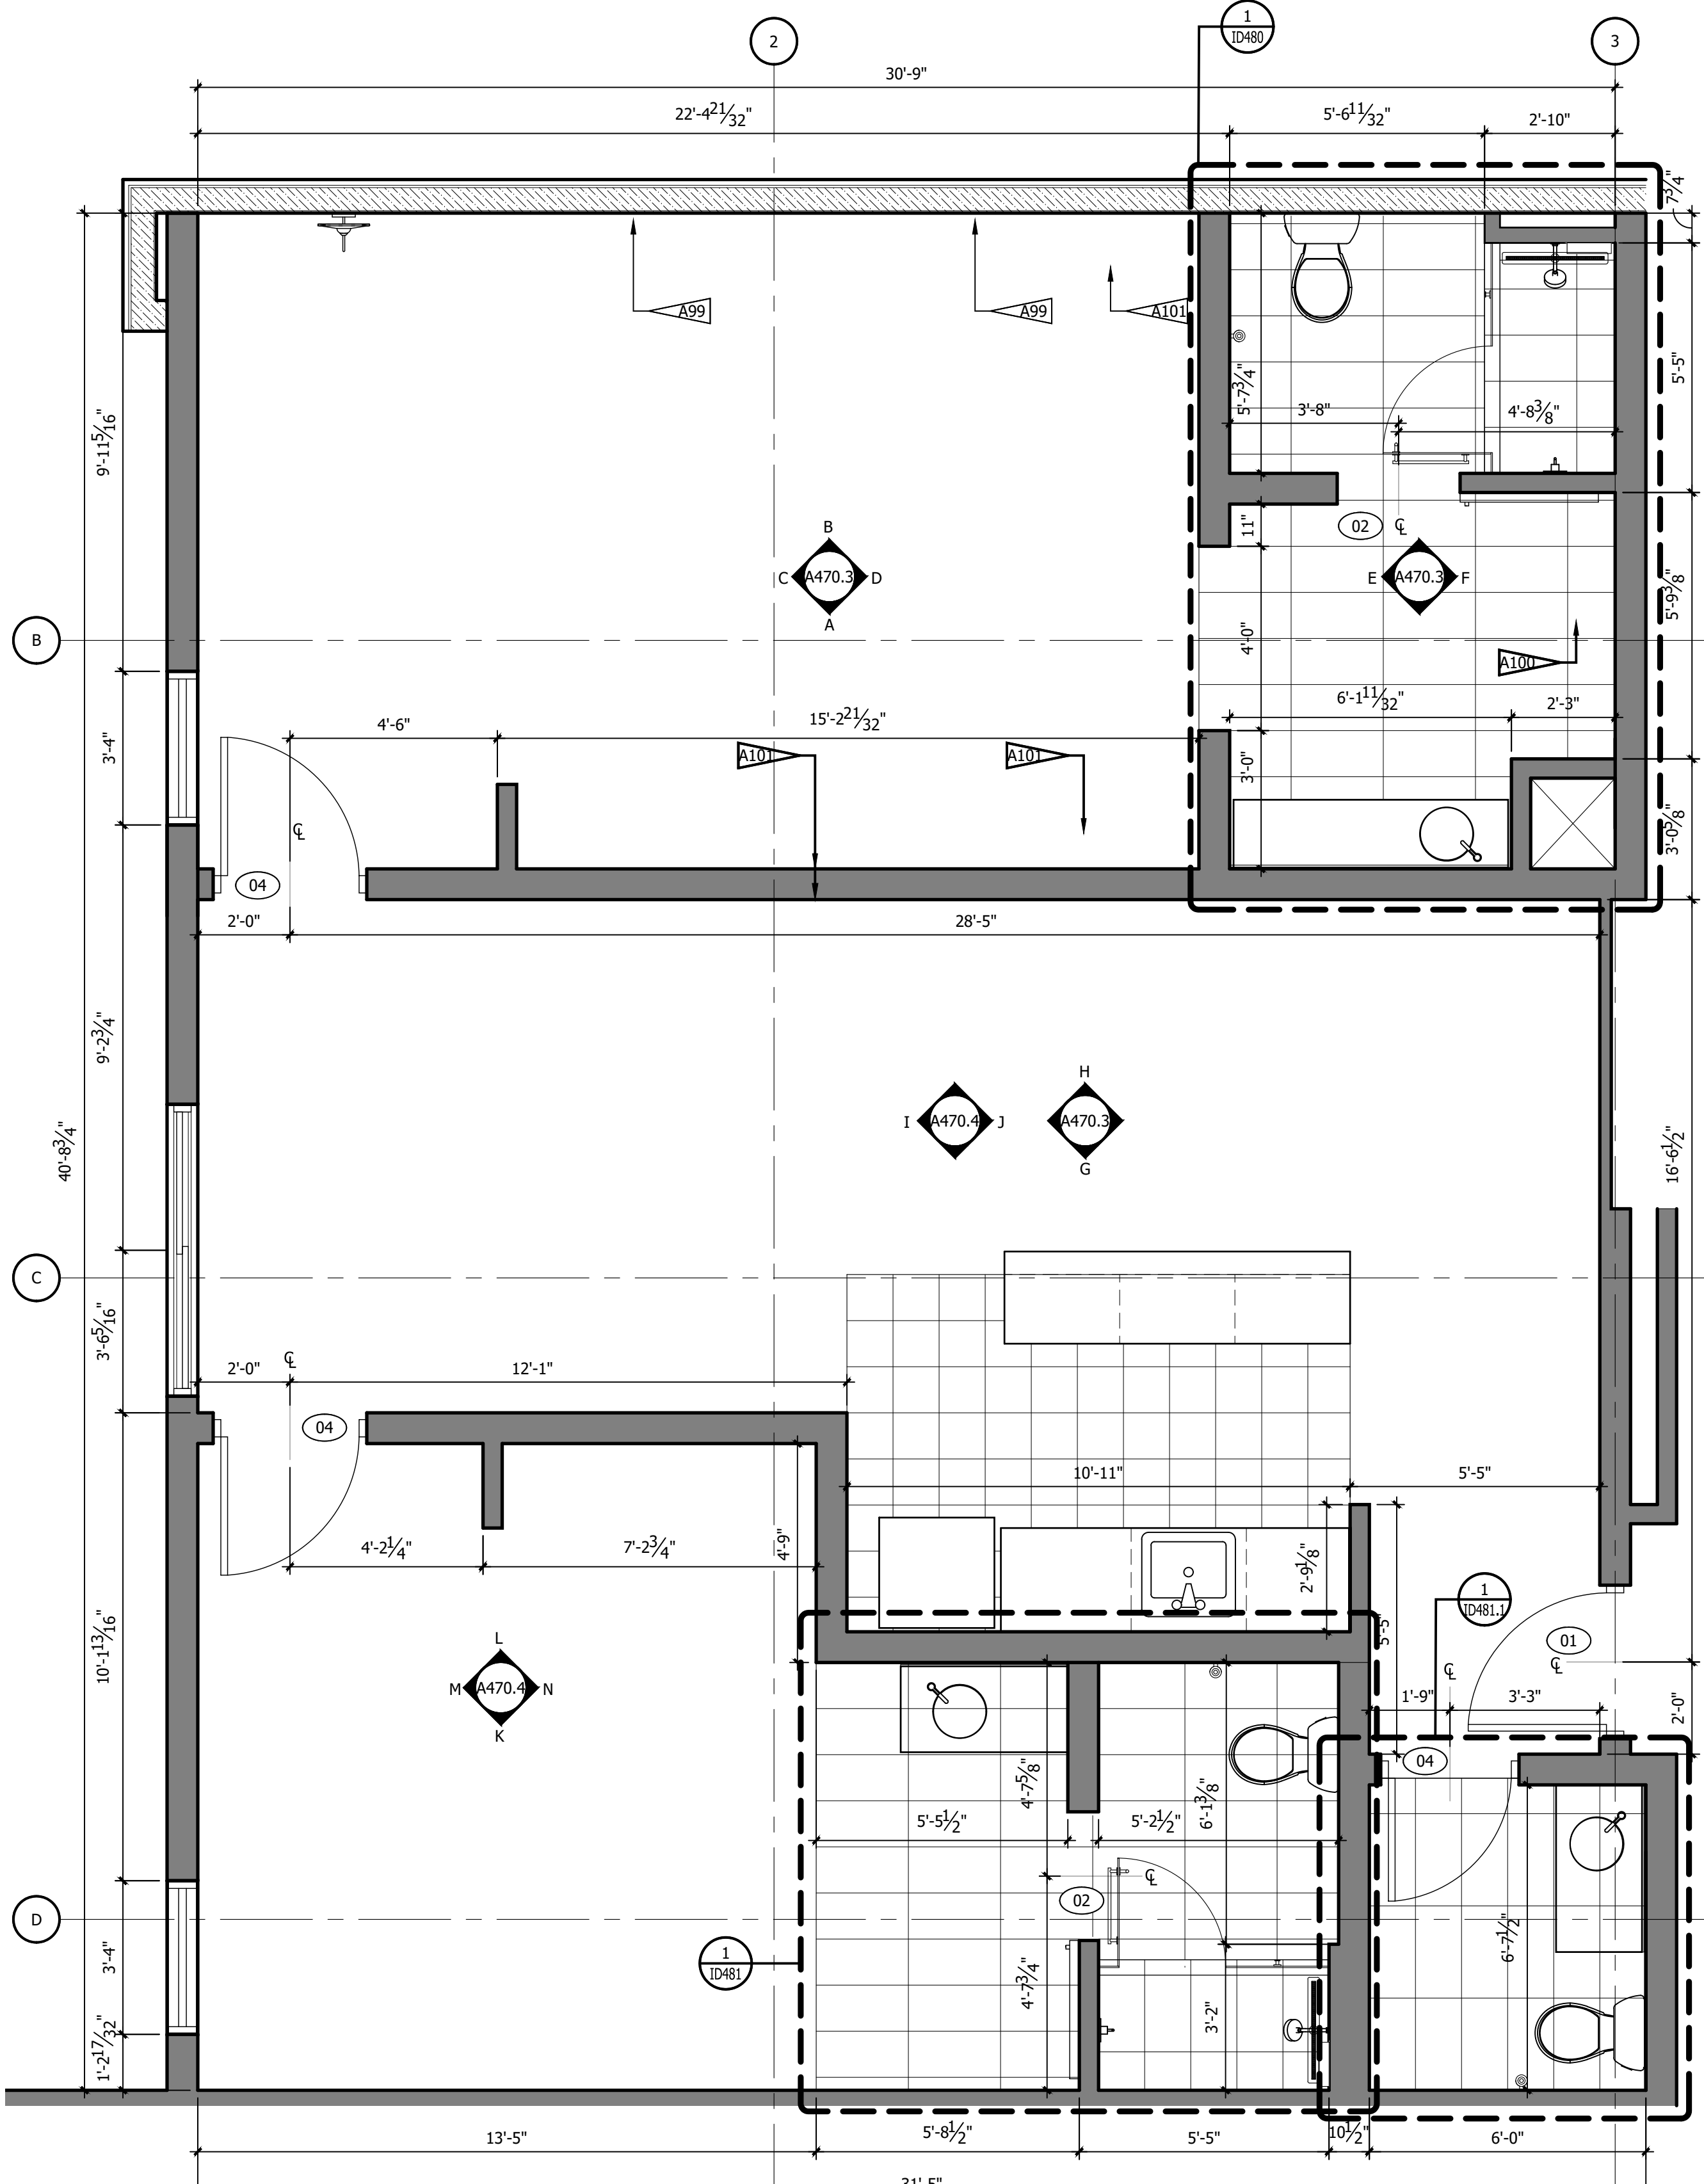 1
ID480
2
3
30'-9"
22'-4 21/32"
5'-6 11/32"
2'-10"
7 3/4"
A99
A99
A101
5'-5"
5'-7 3/4"
3'-8"
4'-8 3/8"
9'-11 5/16"
11"
02
℄
B
C
A470.3
D
A
E
A470.3
F
5'-9 3/8"
B
4'-0"
A100
6'-1 11/32"
2'-3"
4'-6"
15'-2 21/32"
3'-4"
A101
A101
3'-0"
℄
3'-0 5/8"
04
2'-0"
28'-5"
9'-2 3/4"
40'-8 3/4"
H
I
A470.4
J
A470.3
G
16'-6 1/2"
C
3'-6 5/16"
℄
2'-0"
12'-1"
04
10'-11"
5'-5"
4'-2 1/4"
7'-2 3/4"
4'-9"
2'-9 1/8"
1
ID481.1
5'-5"
01
℄
℄
10'-1 13/16"
L
M
A470.4
N
K
1'-9"
3'-3"
2'-0"
04
4'-7 5/8"
6'-1 3/8"
5'-5 1/2"
5'-2 1/2"
℄
02
D
6'-7 1/2"
3'-4"
1
ID481
4'-7 3/4"
3'-2"
1'-2 17/32"
13'-5"
5'-8 1/2"
5'-5"
10 1/2"
6'-0"
31'-5"